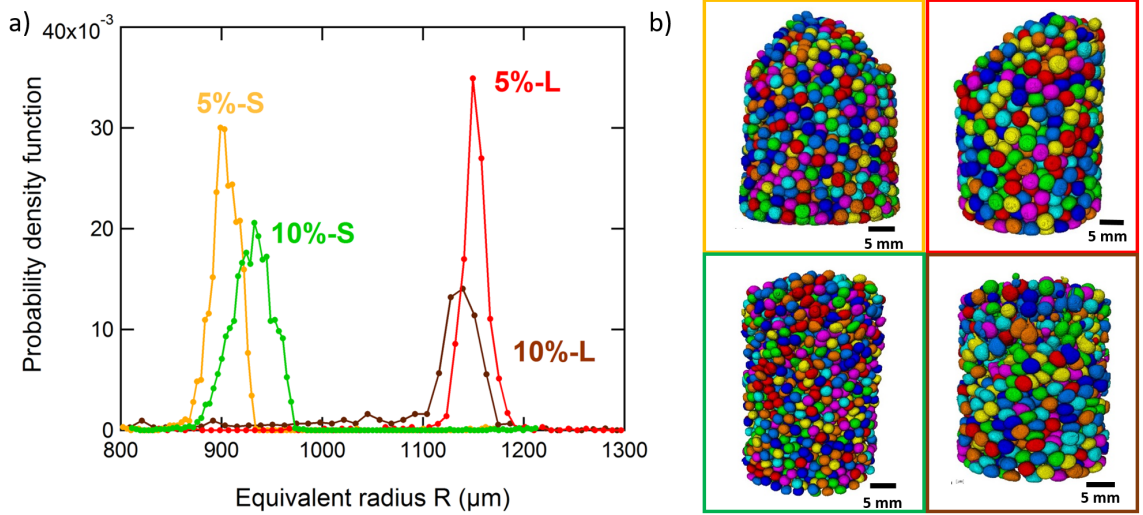 a)
40x10⁻³
30
20
10
0
Probability density function
5%-S
5%-L
10%-S
10%-L
800
900
1000
1100
1200
1300
Equivalent radius R (µm)
b)
5 mm
5 mm
5 mm
5 mm